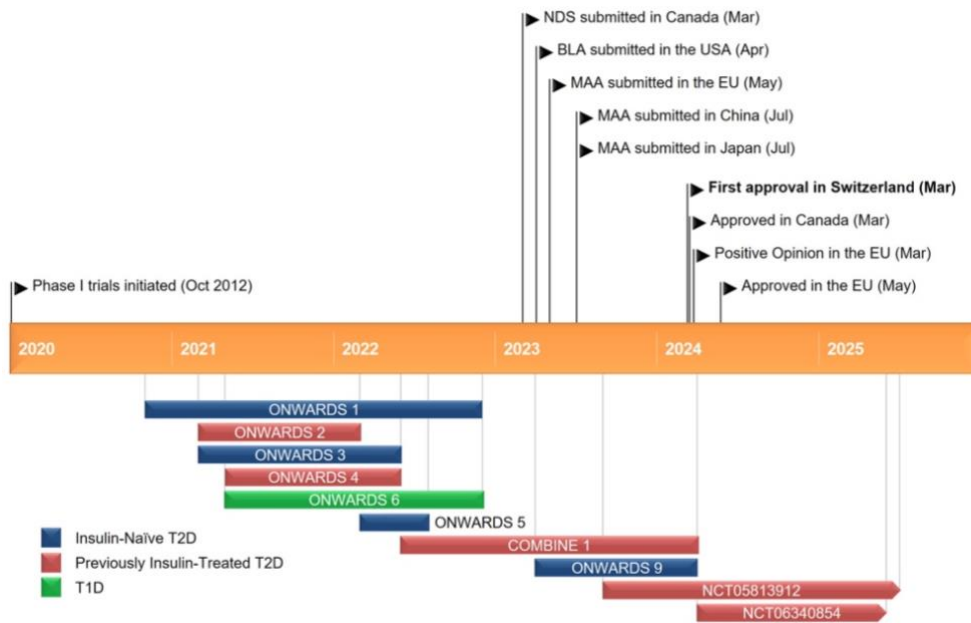 NDS submitted in Canada (Mar)
BLA submitted in the USA (Apr)
MAA submitted in the EU (May)
MAA submitted in China (Jul)
MAA submitted in Japan (Jul)
First approval in Switzerland (Mar)
Approved in Canada (Mar)
Positive Opinion in the EU (Mar)
Phase I trials initiated (Oct 2012)
Approved in the EU (May)
2020
2021
2022
2023
2024
2025
ONWARDS 1
ONWARDS 2
ONWARDS 3
ONWARDS 4
ONWARDS 6
ONWARDS 5
COMBINE 1
ONWARDS 9
NCT05813912
NCT06340854
Insulin-Naïve T2D
Previously Insulin-Treated T2D
T1D